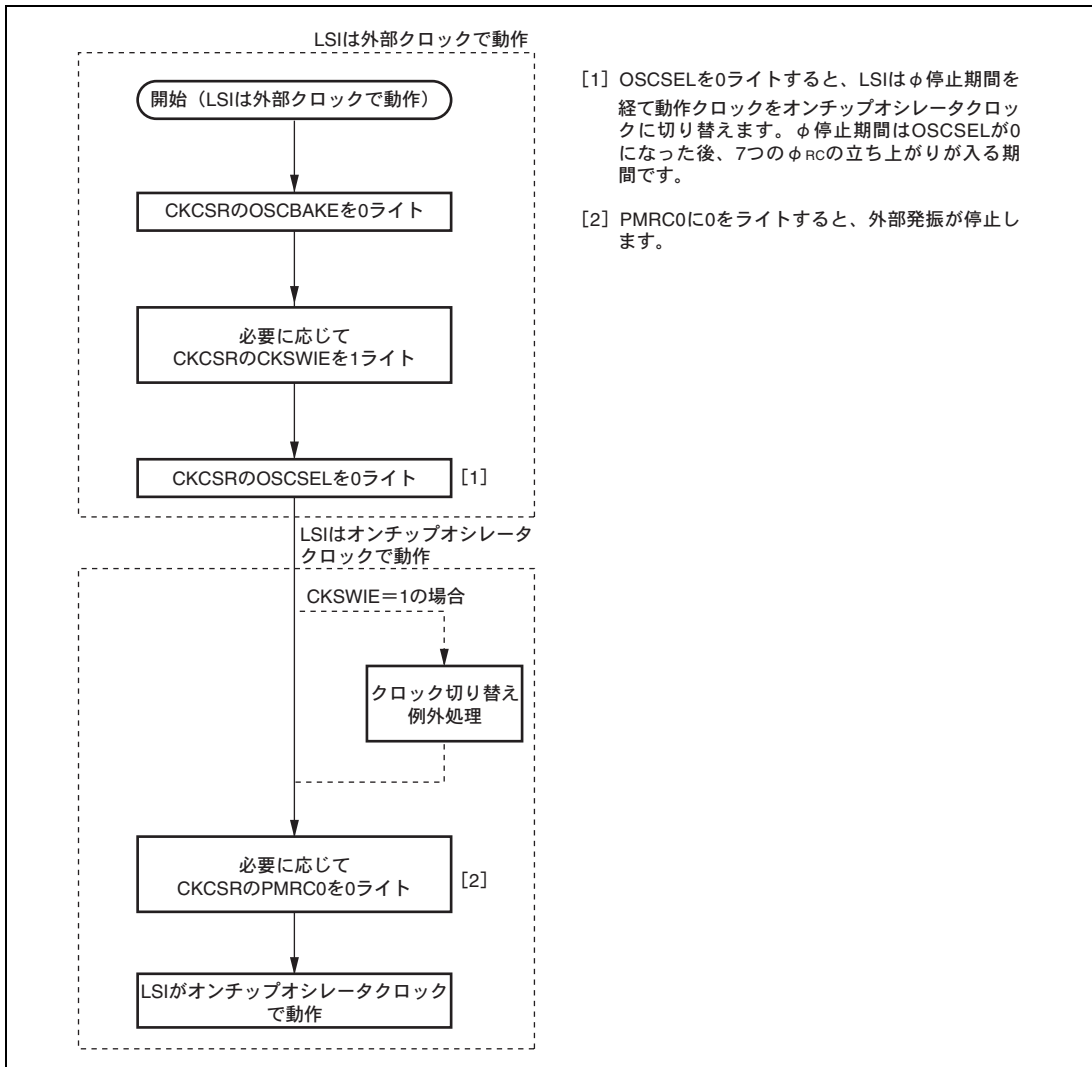 LSIは外部クロックで動作
開始（LSIは外部クロックで動作）
CKCSRのOSCBAKEを0ライト
必要に応じて
CKCSRのCKSWIEを1ライト
CKCSRのOSCSELを0ライト
［1］
LSIはオンチップオシレータ
クロックで動作
CKSWIE＝1の場合
クロック切り替え
例外処理
必要に応じて
CKCSRのPMRC0を0ライト
［2］
LSIがオンチップオシレータクロック
で動作
［1］OSCSELを0ライトすると、LSIはφ停止期間を
経て動作クロックをオンチップオシレータクロッ
クに切り替えます。φ停止期間はOSCSELが0
になった後、7つのφRCの立ち上がりが入る期
間です。
［2］PMRC0に0をライトすると、外部発振が停止し
ます。